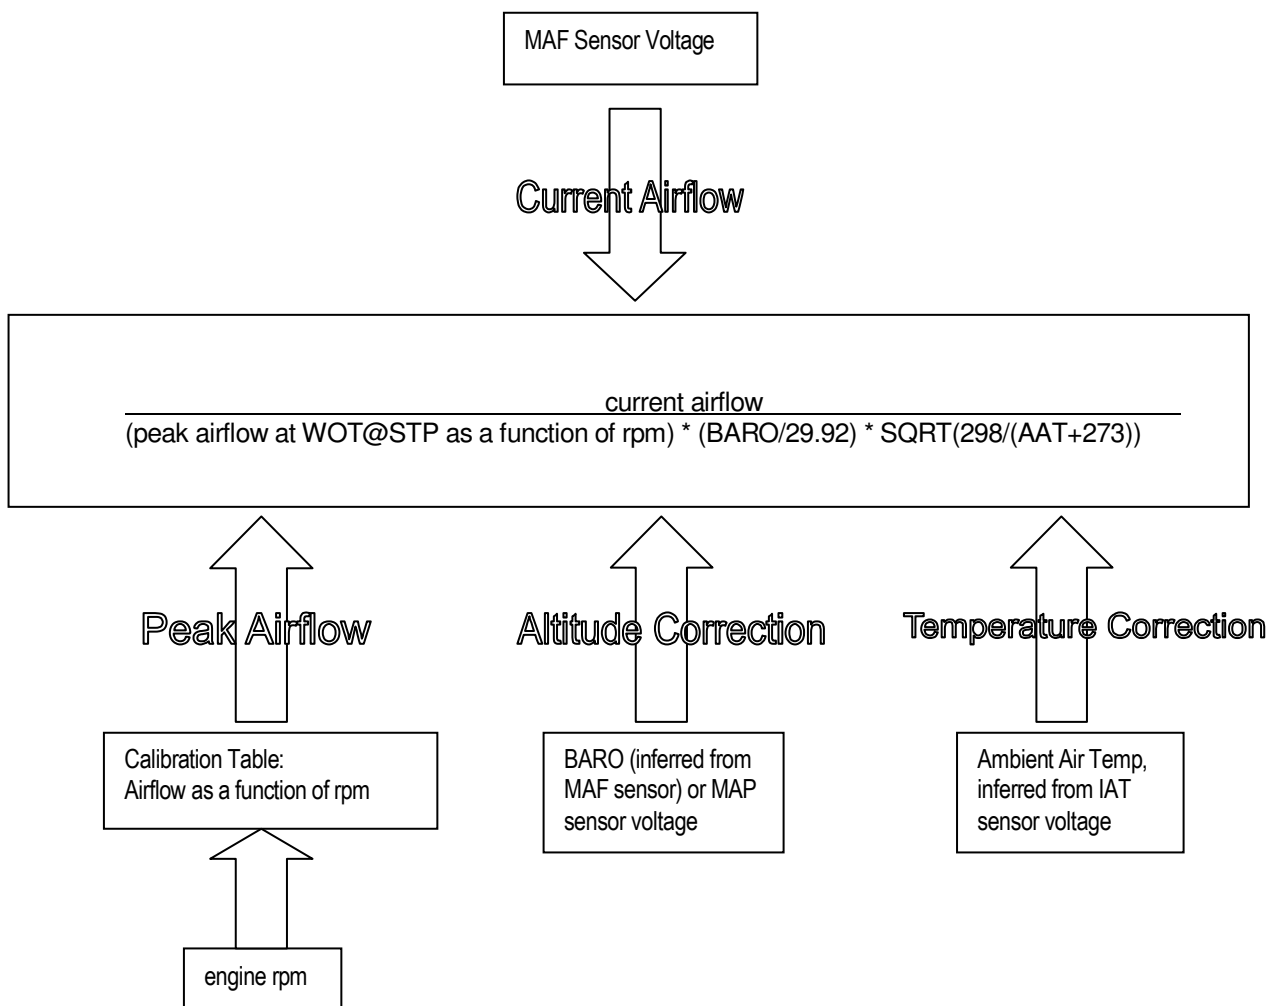 MAF Sensor Voltage
Current Airflow
current airflow
(peak airflow at WOT@STP as a function of rpm) * (BARO/29.92) * SQRT(298/(AAT+273))
Peak Airflow
Altitude Correction
Temperature Correction
Calibration Table:
Airflow as a function of rpm
BARO (inferred from
MAF sensor) or MAP
sensor voltage
Ambient Air Temp,
inferred from IAT
sensor voltage
engine rpm